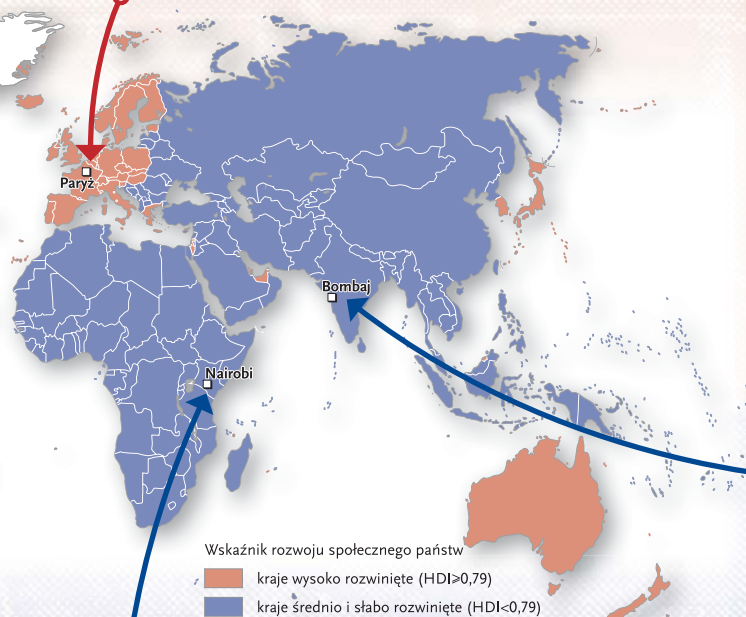 Paryż
Bombaj
Nairobi
Wskaźnik rozwoju społecznego państw
kraje wysoko rozwinięte (HDI⩾0,79)
kraje średnio i słabo rozwinięte (HDI<0,79)